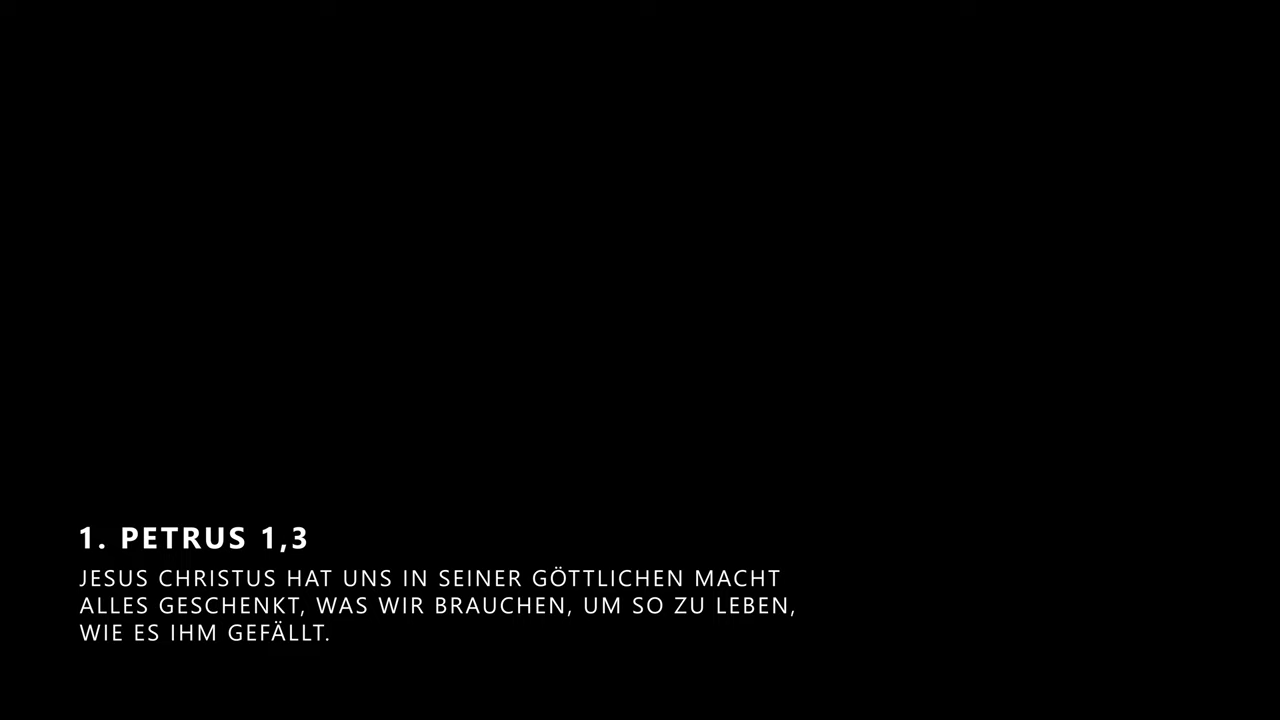 1. PETRUS 1,3
JESUS CHRISTUS HAT UNS IN SEINER GÖTTLICHEN MACHT
ALLES GESCHENKT, WAS WIR BRAUCHEN, UM SO ZU LEBEN,
WIE ES IHM GEFÄLLT.